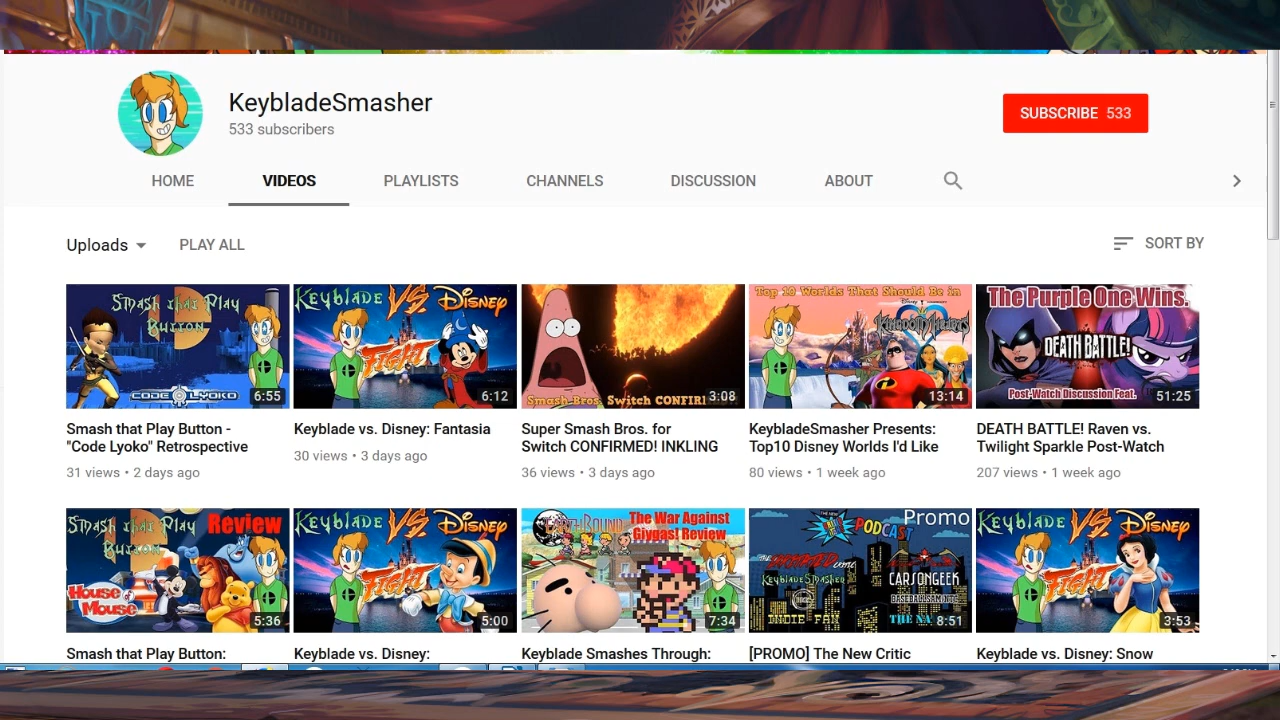 KeybladeSmasher
533 subscribers
SUBSCRIBE 533
HOME VIDEOS PLAYLISTS CHANNELS DISCUSSION ABOUT
Uploads PLAY ALL SORT BY
Smash that Play
Button
CODE LYOKO
6:55
Keyblade VS. Disney
FIGHT
6:12
Smash Bros. Switch
3:08
Top 10 Worlds That Should Be in
Disney
KINGDOM HEARTS
13:14
The Purple One Wins.
DEATH BATTLE!
Post-Watch Discussion Feat.
51:25
Smash that Play Button -
"Code Lyoko" Retrospective
31 views • 2 days ago
Keyblade vs. Disney: Fantasia
30 views • 3 days ago
Super Smash Bros. for
Switch CONFIRMED! INKLING
36 views • 3 days ago
KeybladeSmasher Presents:
Top10 Disney Worlds I'd Like
80 views • 1 week ago
DEATH BATTLE! Raven vs.
Twilight Sparkle Post-Watch
207 views • 1 week ago
Smash that Play
Button
Review
House of Mouse
5:36
Keyblade VS. Disney
FIGHT
5:00
EarthBound
The War Against
Giygas! Review
7:34
Promo
PODCAST
KeybladeSmasher
CARSONGEEK
INDIE FAN
8:51
Keyblade VS. Disney
FIGHT
3:53
Smash that Play Button:
Keyblade vs. Disney:
Keyblade Smashes Through:
[PROMO] The New Critic
Keyblade vs. Disney: Snow